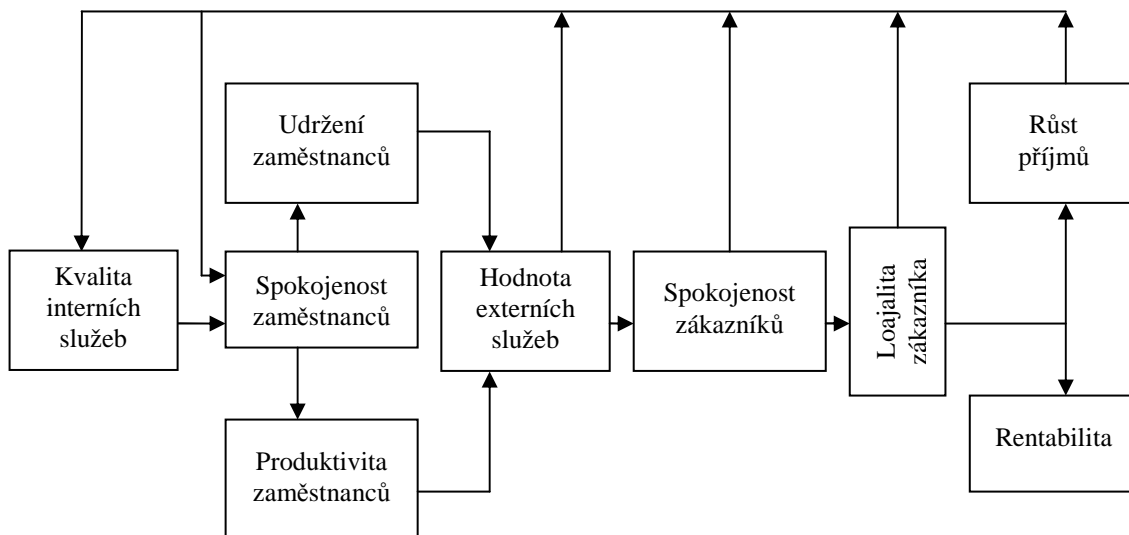 Udržení
zaměstnanců
Růst
příjmů
Kvalita
interních
služeb
Spokojenost
zaměstnanců
Hodnota
externích
služeb
Spokojenost
zákazníků
Loajalita
zákazníka
Produktivita
zaměstnanců
Rentabilita